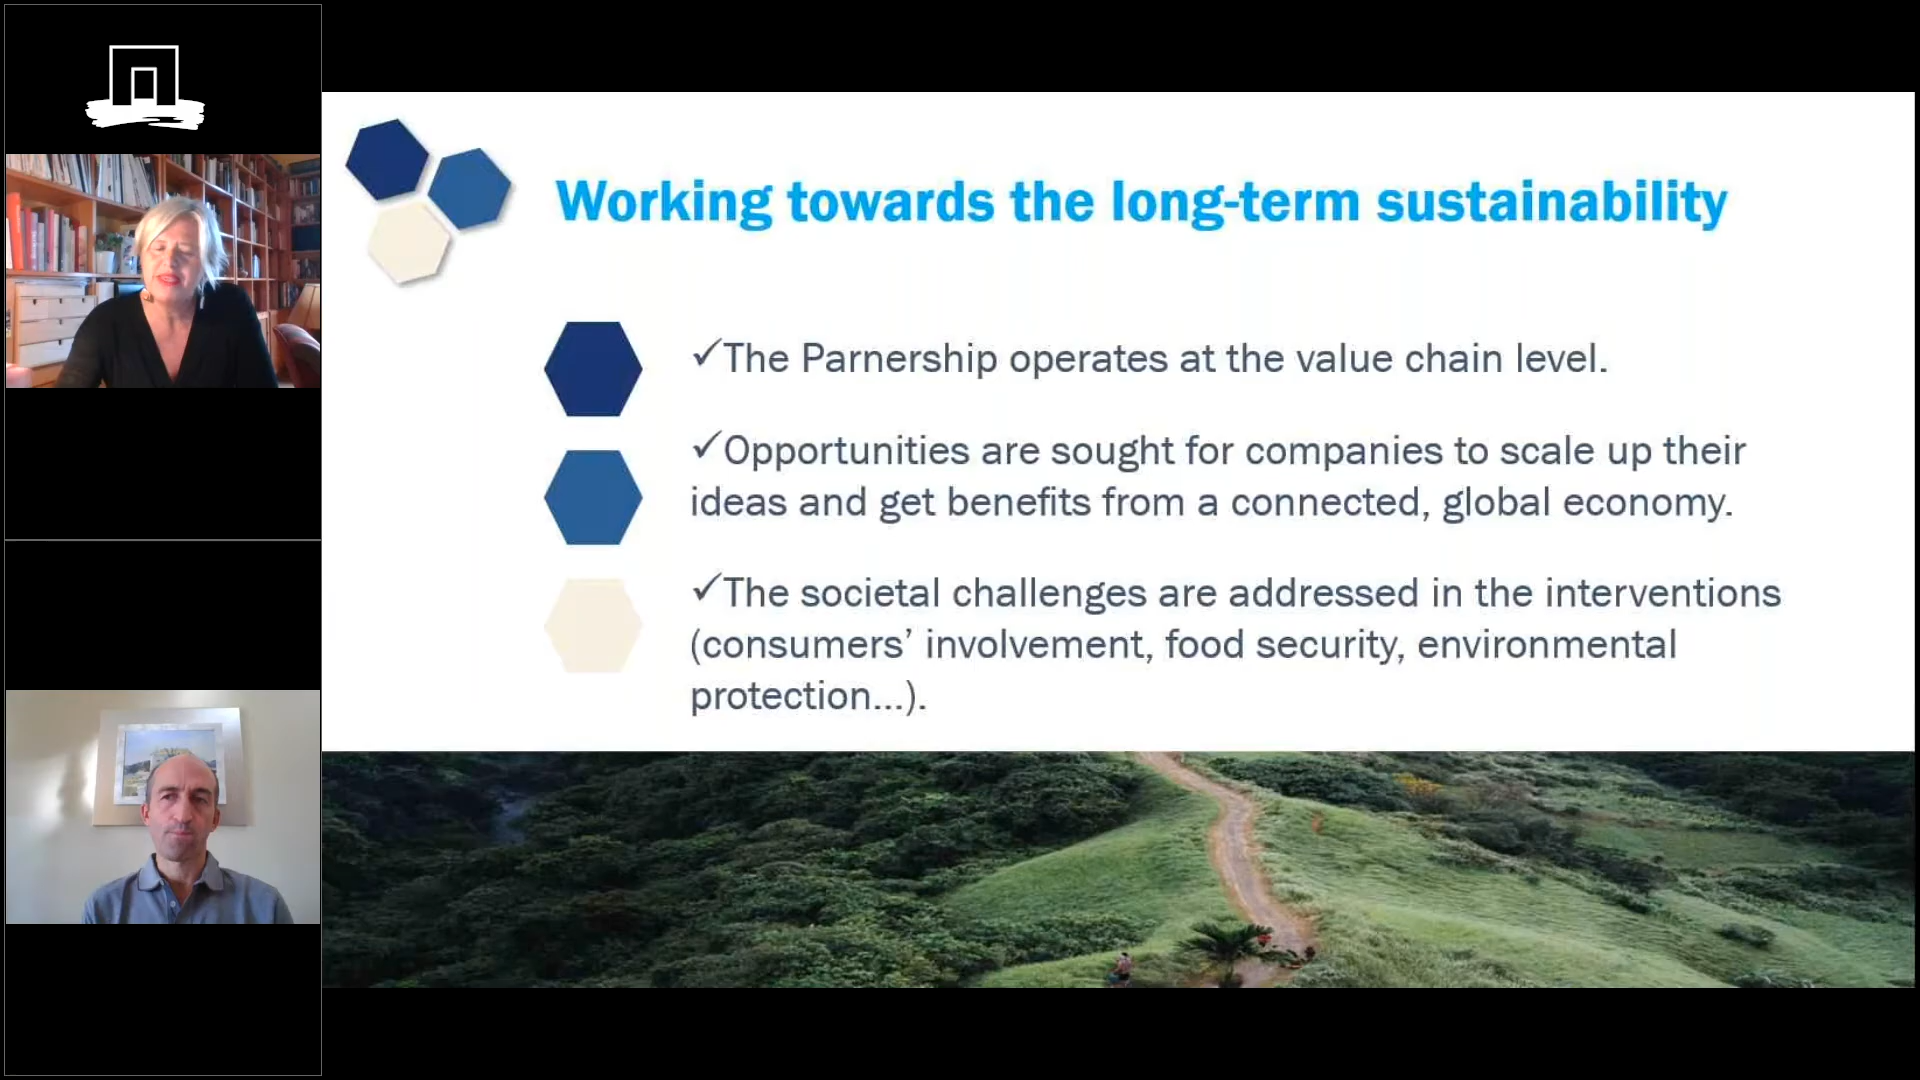 Working towards the long-term sustainability
✓The Parnership operates at the value chain level.
✓Opportunities are sought for companies to scale up their
ideas and get benefits from a connected, global economy.
✓The societal challenges are addressed in the interventions
(consumers’ involvement, food security, environmental
protection…).